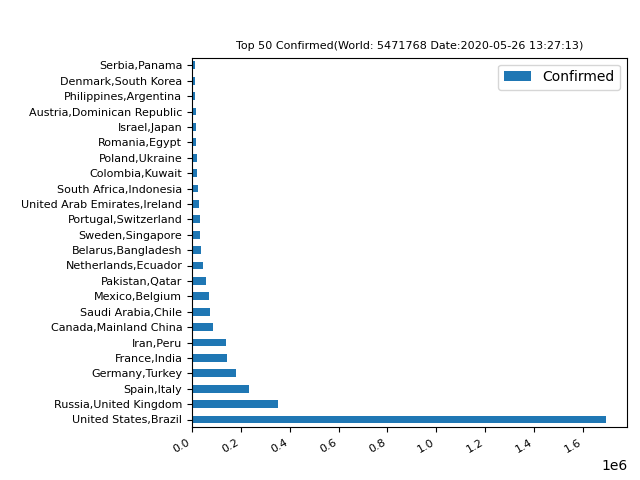 Top 50 Confirmed(World: 5471768 Date:2020-05-26 13:27:13)
Confirmed
Serbia,Panama
Denmark,South Korea
Philippines,Argentina
Austria,Dominican Republic
Israel,Japan
Romania,Egypt
Poland,Ukraine
Colombia,Kuwait
South Africa,Indonesia
United Arab Emirates,Ireland
Portugal,Switzerland
Sweden,Singapore
Belarus,Bangladesh
Netherlands,Ecuador
Pakistan,Qatar
Mexico,Belgium
Saudi Arabia,Chile
Canada,Mainland China
Iran,Peru
France,India
Germany,Turkey
Spain,Italy
Russia,United Kingdom
United States,Brazil
0.0 0.2 0.4 0.6 0.8 1.0 1.2 1.4 1.6
1e6